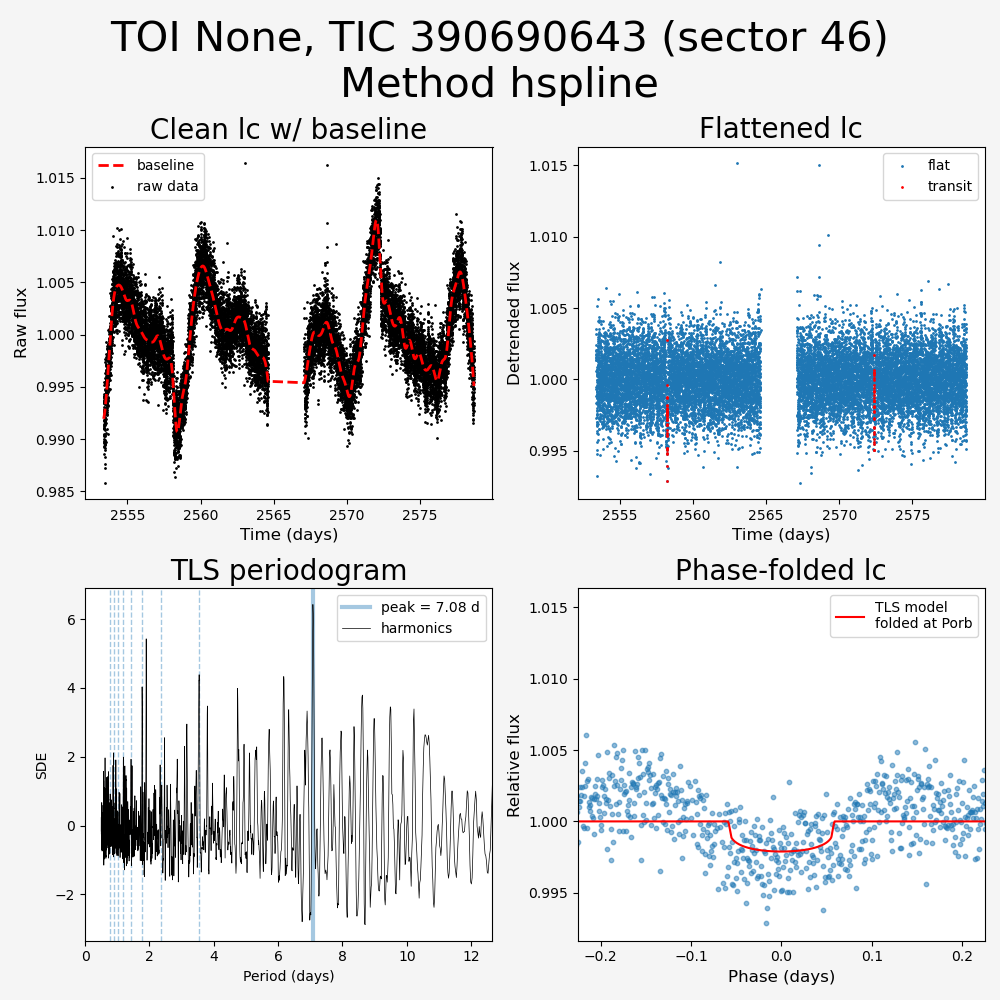 TOI None, TIC 390690643 (sector 46)
Method hspline
Clean lc w/ baseline
baseline
raw data
1.015
1.010
1.005
1.000
0.995
0.990
0.985
Raw flux
2555
2560
2565
2570
2575
Time (days)
Flattened lc
flat
transit
1.015
1.010
1.005
1.000
0.995
Detrended flux
2555
2560
2565
2570
2575
Time (days)
TLS periodogram
peak = 7.08 d
harmonics
6
4
2
0
−2
SDE
0
2
4
6
8
10
12
Period (days)
Phase-folded lc
TLS model
folded at Porb
1.015
1.010
1.005
1.000
0.995
Relative flux
−0.2
−0.1
0.0
0.1
0.2
Phase (days)